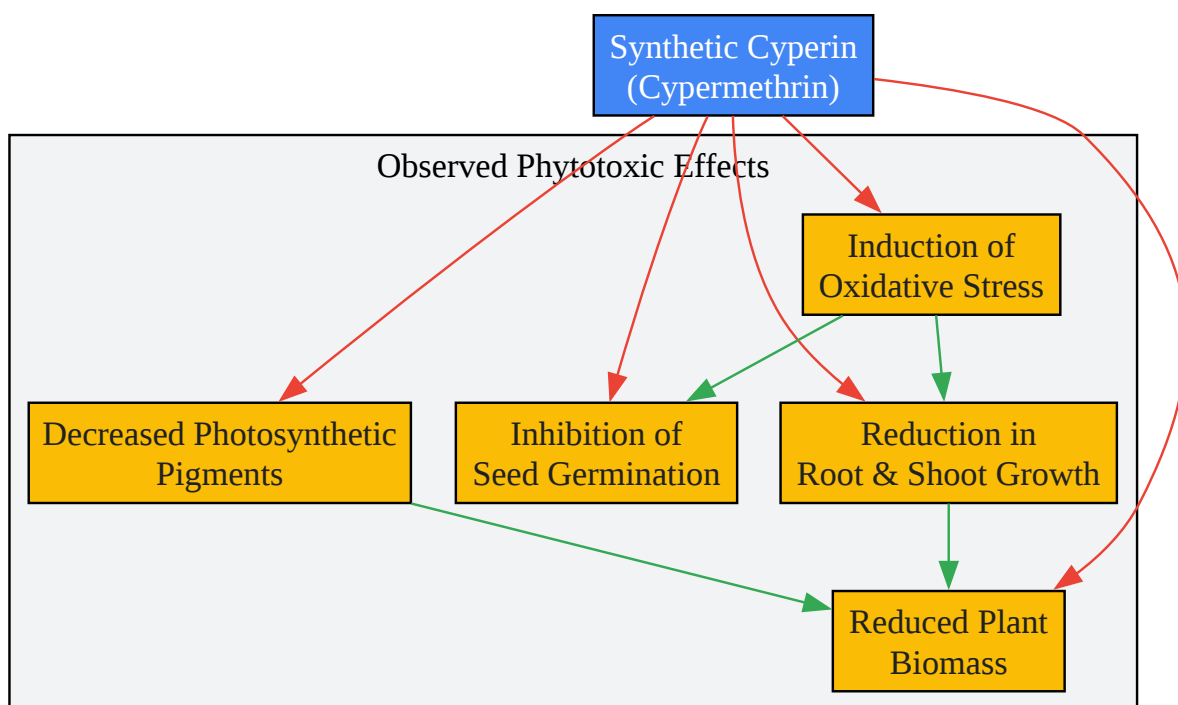 Synthetic Cyperin
(Cypermethrin)
Observed Phytotoxic Effects
Induction of
Oxidative Stress
Decreased Photosynthetic
Pigments
Inhibition of
Seed Germination
Reduction in
Root & Shoot Growth
Reduced Plant
Biomass